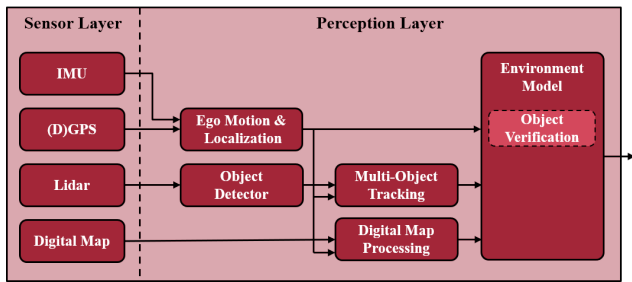 Sensor Layer
Perception Layer
IMU
(D)GPS
Lidar
Digital Map
Ego Motion &
Localization
Object
Detector
Multi-Object
Tracking
Digital Map
Processing
Environment
Model
Object
Verification